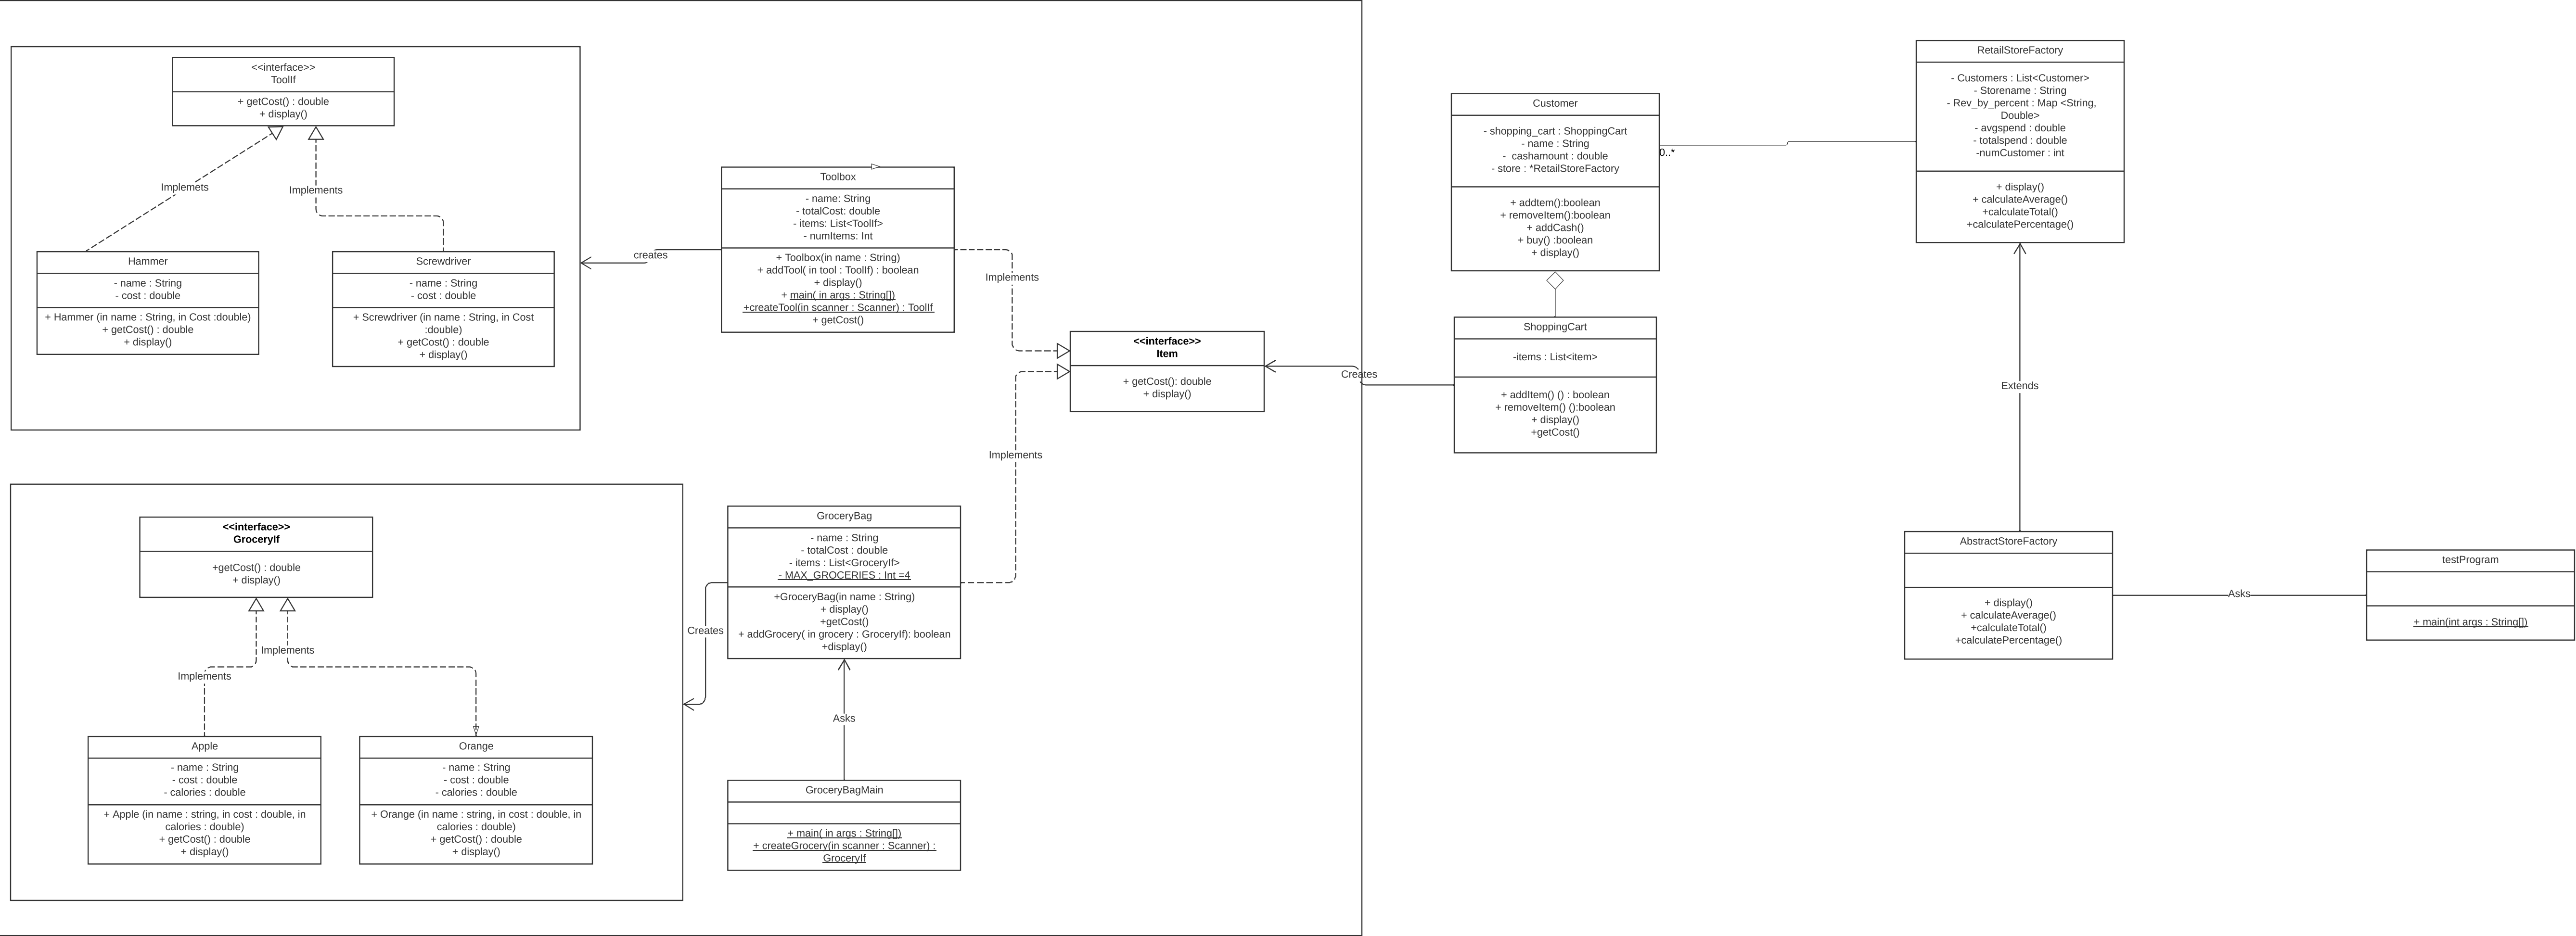 <<interface>>
ToolIf
+ getCost() : double
+ display()
Implemets
Implements
Hammer
- name : String
- cost : double
+ Hammer (in name : String, in Cost :double)
+ getCost() : double
+ display()
Screwdriver
- name : String
- cost : double
+ Screwdriver (in name : String, in Cost
:double)
+ getCost() : double
+ display()
creates
Toolbox
- name: String
- totalCost: double
- items: List<ToolIf>
- numItems: Int
+ Toolbox(in name : String)
+ addTool( in tool : ToolIf) : boolean
+ display()
+ main( in args : String[])
+createTool(in scanner : Scanner) : ToolIf
+ getCost()
Implements
<<interface>>
Item
+ getCost(): double
+ display()
Implements
Creates
<<interface>>
GroceryIf
+getCost() : double
+ display()
Implements
Implements
Apple
- name : String
- cost : double
- calories : double
+ Apple (in name : string, in cost : double, in
calories : double)
+ getCost() : double
+ display()
Orange
- name : String
- cost : double
- calories : double
+ Orange (in name : string, in cost : double, in
calories : double)
+ getCost() : double
+ display()
Creates
GroceryBag
- name : String
- totalCost : double
- items : List<GroceryIf>
- MAX_GROCERIES : Int =4
+GroceryBag(in name : String)
+ display()
+getCost()
+ addGrocery( in grocery : GroceryIf): boolean
+display()
Asks
GroceryBagMain
+ main( in args : String[])
+ createGrocery(in scanner : Scanner) :
GroceryIf
Customer
- shopping_cart : ShoppingCart
- name : String
- cashamount : double
- store : *RetailStoreFactory
+ addtem():boolean
+ removeItem():boolean
+ addCash()
+ buy() :boolean
+ display()
0..*
ShoppingCart
-items : List<item>
+ addItem() () : boolean
+ removeItem() ():boolean
+ display()
+getCost()
RetailStoreFactory
- Customers : List<Customer>
- Storename : String
- Rev_by_percent : Map <String,
Double>
- avgspend : double
- totalspend : double
-numCustomer : int
+ display()
+ calculateAverage()
+calculateTotal()
+calculatePercentage()
Extends
AbstractStoreFactory
+ display()
+ calculateAverage()
+calculateTotal()
+calculatePercentage()
Asks
testProgram
+ main(int args : String[])